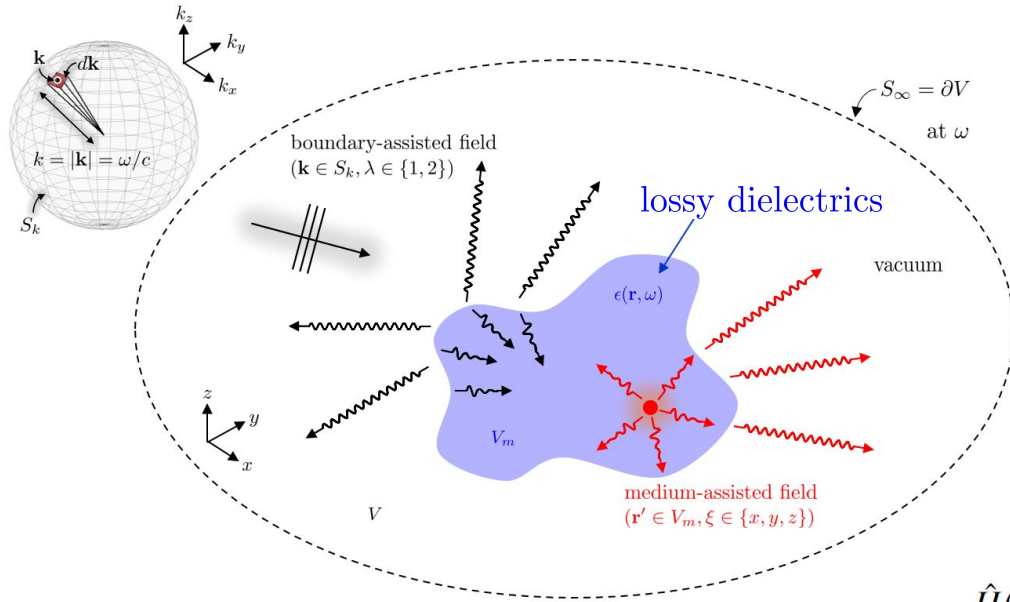 k_z
k_y
k_x
𝐤
d𝐤
k = |𝐤| = ω/c
S_k
S_∞ = ∂V
at ω
boundary-assisted field
(𝐤 ∈ S_k, λ ∈ {1, 2})
lossy dielectrics
vacuum
ϵ(𝐫, ω)
z
y
x
V_m
V
medium-assisted field
(𝐫′ ∈ V_m, ξ ∈ {x, y, z})